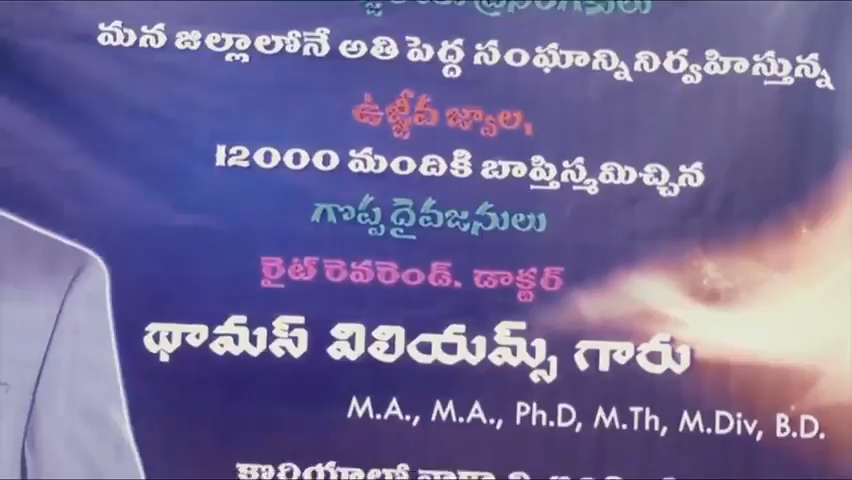 మన జిల్లాలోనే అతి పెద్ద సంఘాన్ని నిర్వహిస్తున్న
ఉజ్జీవ జ్వాల,
12000 మందికి బాప్తిస్మమిచ్చిన
గొప్ప దైవజనులు
రైట్ రెవరెండ్. డాక్టర్
థామస్ విలియమ్స్ గారు
M.A., M.A., Ph.D, M.Th, M.Div, B.D.